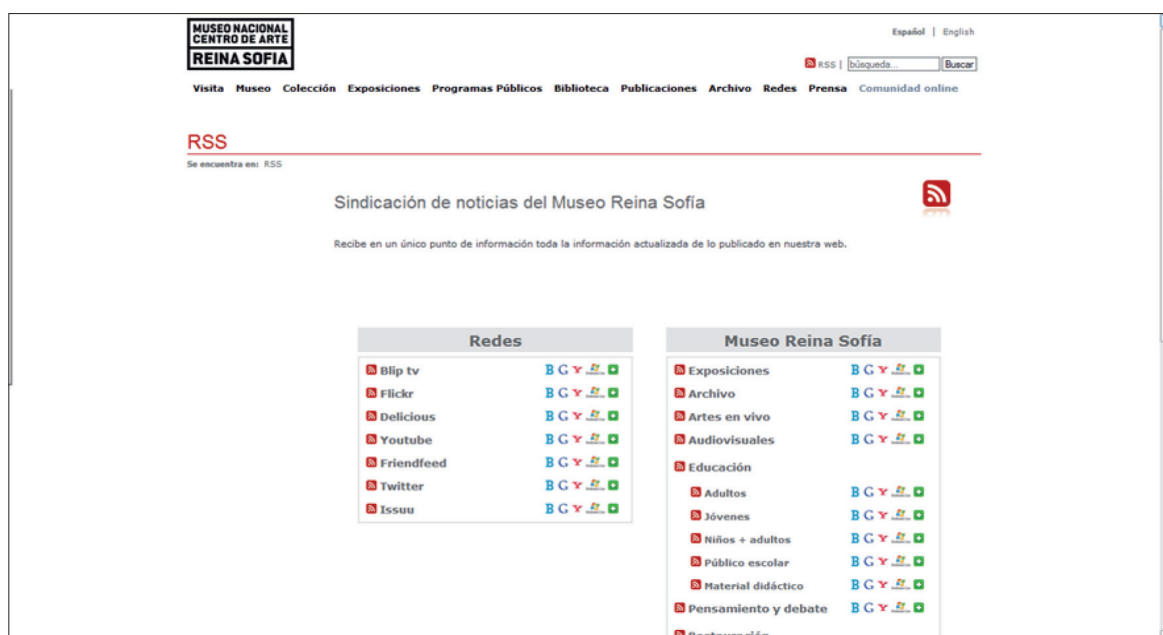 MUSEO NACIONAL
CENTRO DE ARTE
REINA SOFIA
Español | English
RSS | búsqueda... Buscar
Visita Museo Colección Exposiciones Programas Públicos Biblioteca Publicaciones Archivo Redes Prensa Comunidad online
RSS
Se encuentra en: RSS
Sindicación de noticias del Museo Reina Sofía
Recibe en un único punto de información toda la información actualizada de lo publicado en nuestra web.
Redes
Blip tv B G Y
Flickr B G Y
Delicious B G Y
Youtube B G Y
Friendfeed B G Y
Twitter B G Y
Issuu B G Y
Museo Reina Sofía
Exposiciones B G Y
Archivo B G Y
Artes en vivo B G Y
Audiovisuales B G Y
Educación
Adultos B G Y
Jóvenes B G Y
Niños + adultos B G Y
Público escolar B G Y
Material didáctico B G Y
Pensamiento y debate B G Y
Restauración